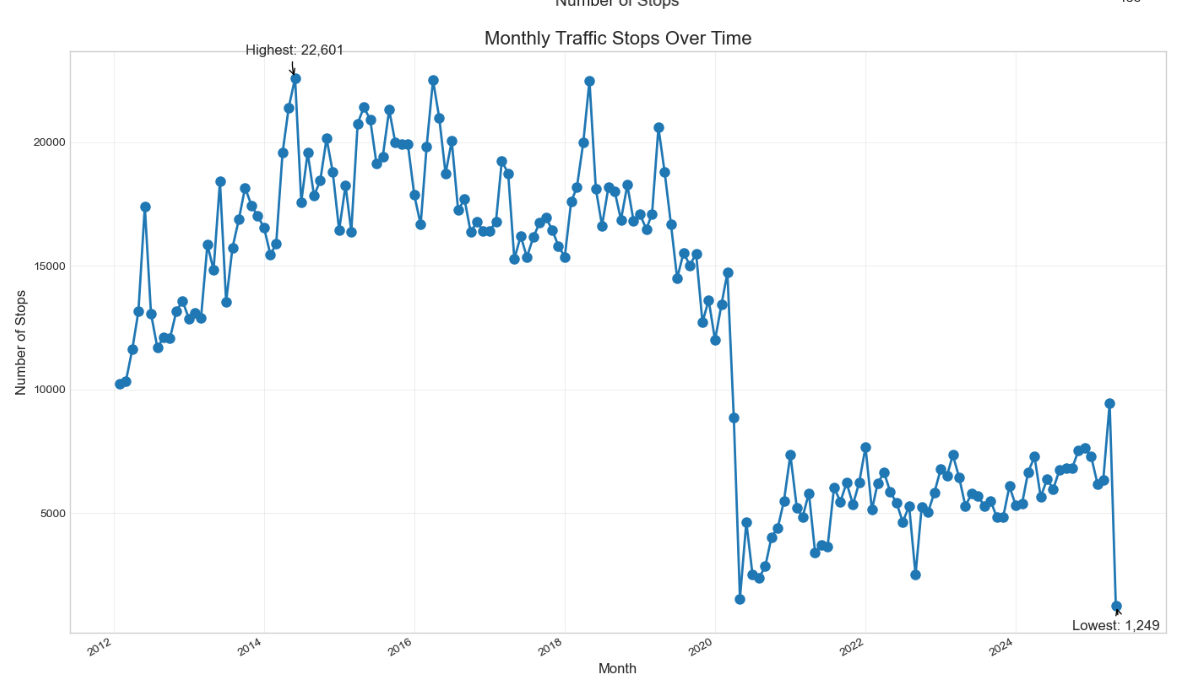 Number of Stops
Monthly Traffic Stops Over Time
Highest: 22,601
20000
15000
10000
5000
Number of Stops
Lowest: 1,249
2012
2014
2016
2018
2020
2022
2024
Month